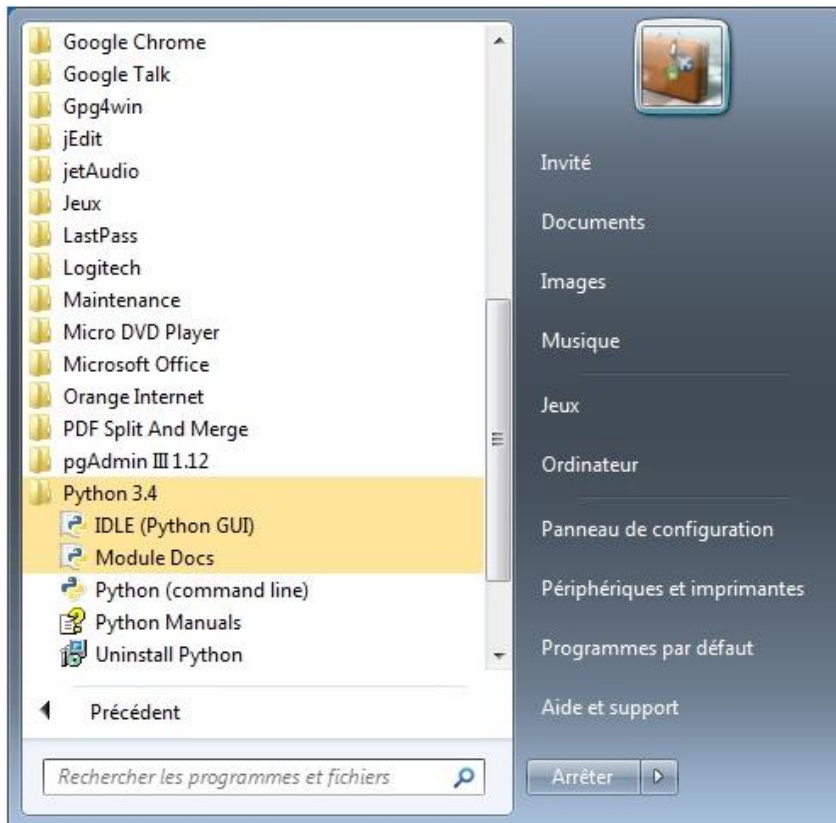 Google Chrome
Google Talk
Gpg4win
jEdit
jetAudio
Jeux
LastPass
Logitech
Maintenance
Micro DVD Player
Microsoft Office
Orange Internet
PDF Split And Merge
pgAdmin III 1.12
Python 3.4
IDLE (Python GUI)
Module Docs
Python (command line)
Python Manuals
Uninstall Python
Précédent
Rechercher les programmes et fichiers
Invité
Documents
Images
Musique
Jeux
Ordinateur
Panneau de configuration
Périphériques et imprimantes
Programmes par défaut
Aide et support
Arrêter